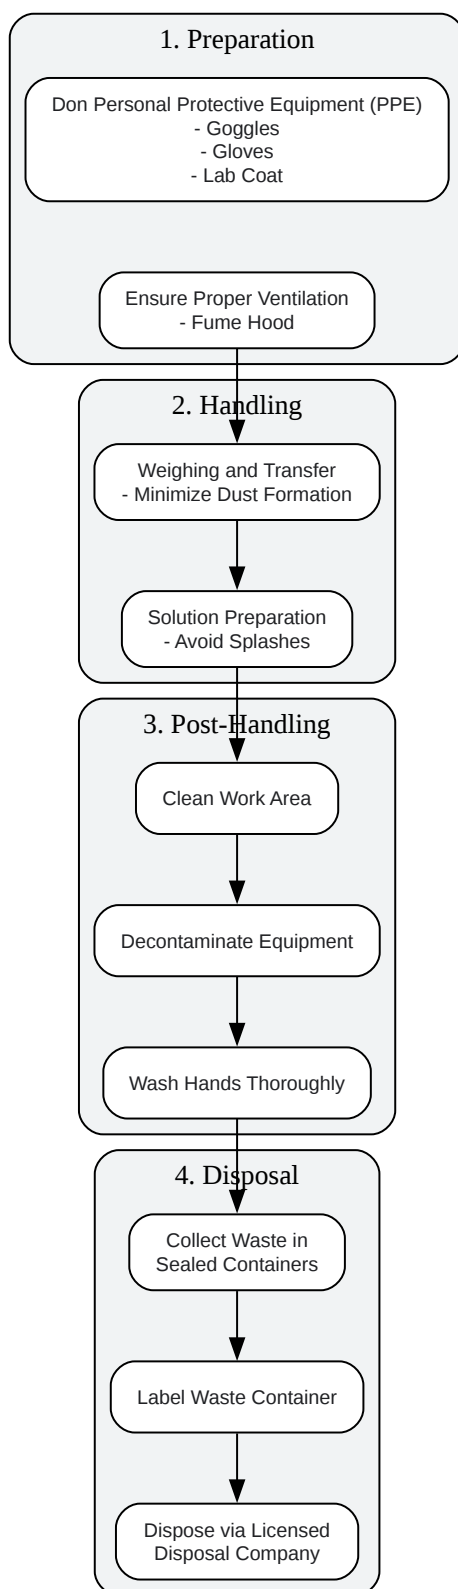 1. Preparation
Don Personal Protective Equipment (PPE)
- Goggles
- Gloves
- Lab Coat
Ensure Proper Ventilation
- Fume Hood
2. Handling
Weighing and Transfer
- Minimize Dust Formation
Solution Preparation
- Avoid Splashes
3. Post-Handling
Clean Work Area
Decontaminate Equipment
Wash Hands Thoroughly
4. Disposal
Collect Waste in
Sealed Containers
Label Waste Container
Dispose via Licensed
Disposal Company